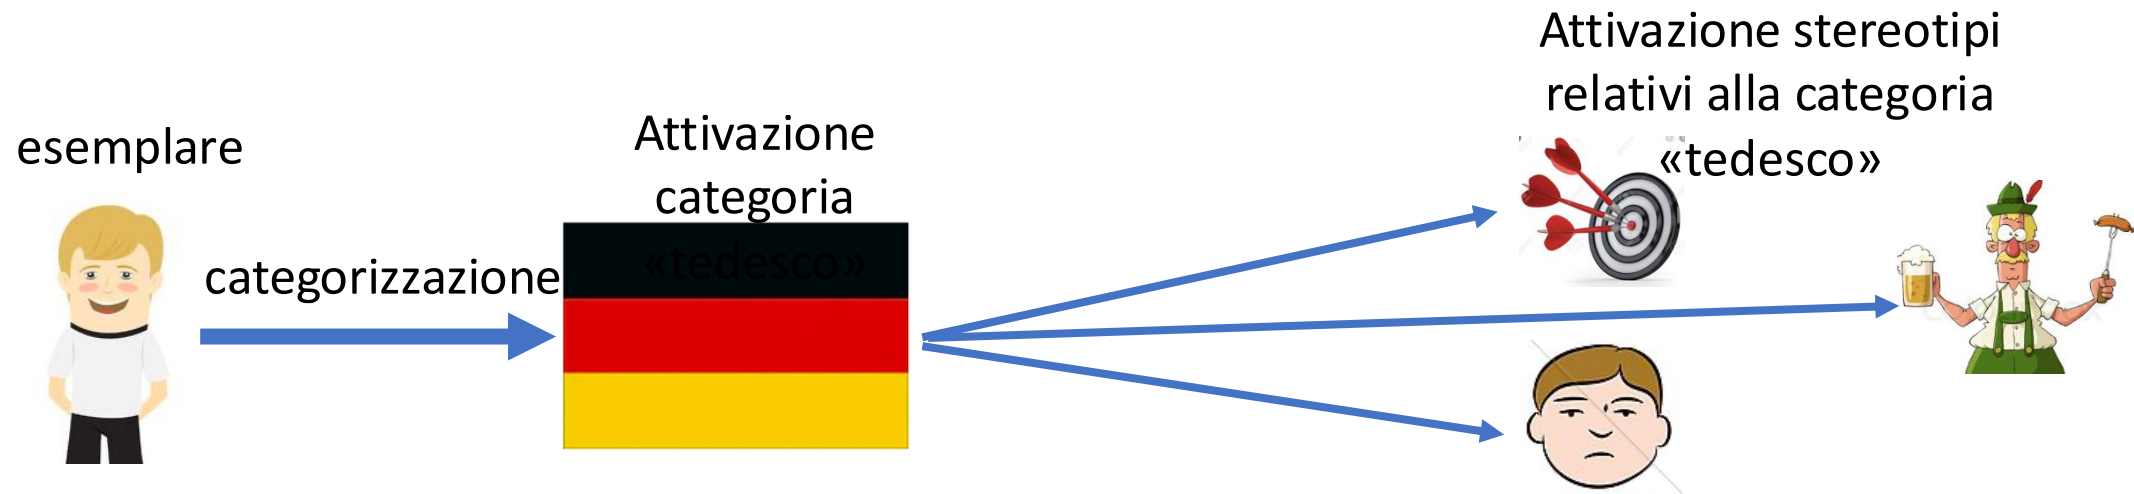 esemplare
categorizzazione
Attivazione
categoria
«tedesco»
Attivazione stereotipi
relativi alla categoria
«tedesco»